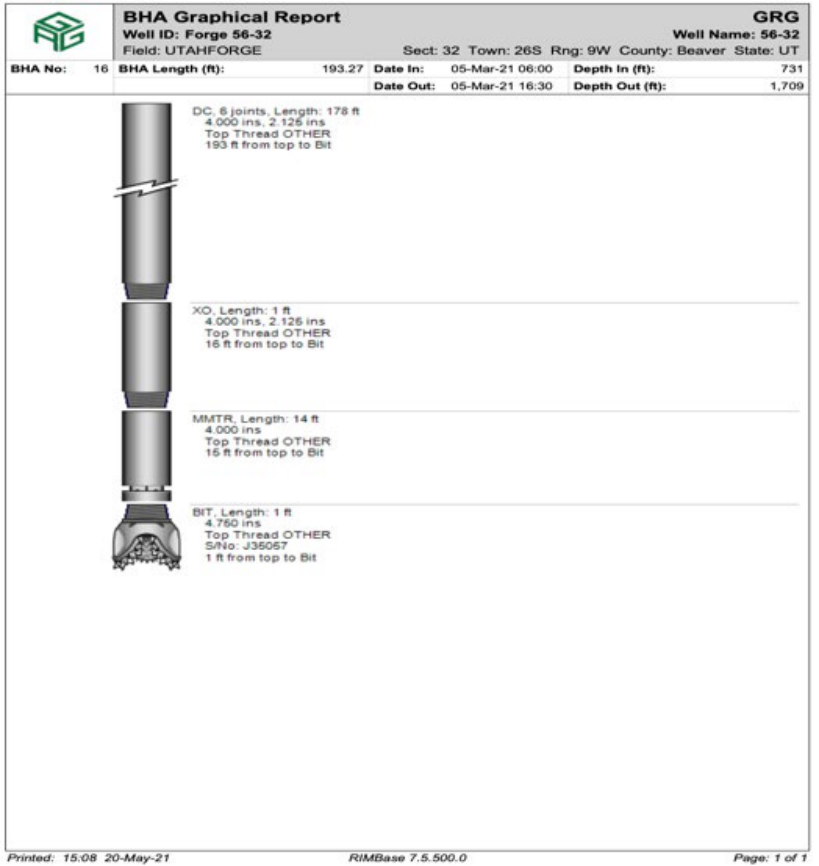 BHA Graphical Report GRG
Well ID: Forge 56-32 Well Name: 56-32
Field: UTAHFORGE Sect: 32 Town: 26S Rng: 9W County: Beaver State: UT
BHA No: 16 BHA Length (ft): 193.27 Date In: 05-Mar-21 06:00 Depth In (ft): 731
Date Out: 05-Mar-21 16:30 Depth Out (ft): 1,709
DC, 6 joints, Length: 178 ft
4.000 ins, 2.125 ins
Top Thread OTHER
193 ft from top to Bit
XO, Length: 1 ft
4.000 ins, 2.125 ins
Top Thread OTHER
16 ft from top to Bit
MMTR, Length: 14 ft
4.000 ins
Top Thread OTHER
15 ft from top to Bit
BIT, Length: 1 ft
4.750 ins
Top Thread OTHER
S/No: J35057
1 ft from top to Bit
Printed: 15:08 20-May-21 RIMBase 7.5.500.0 Page: 1 of 1